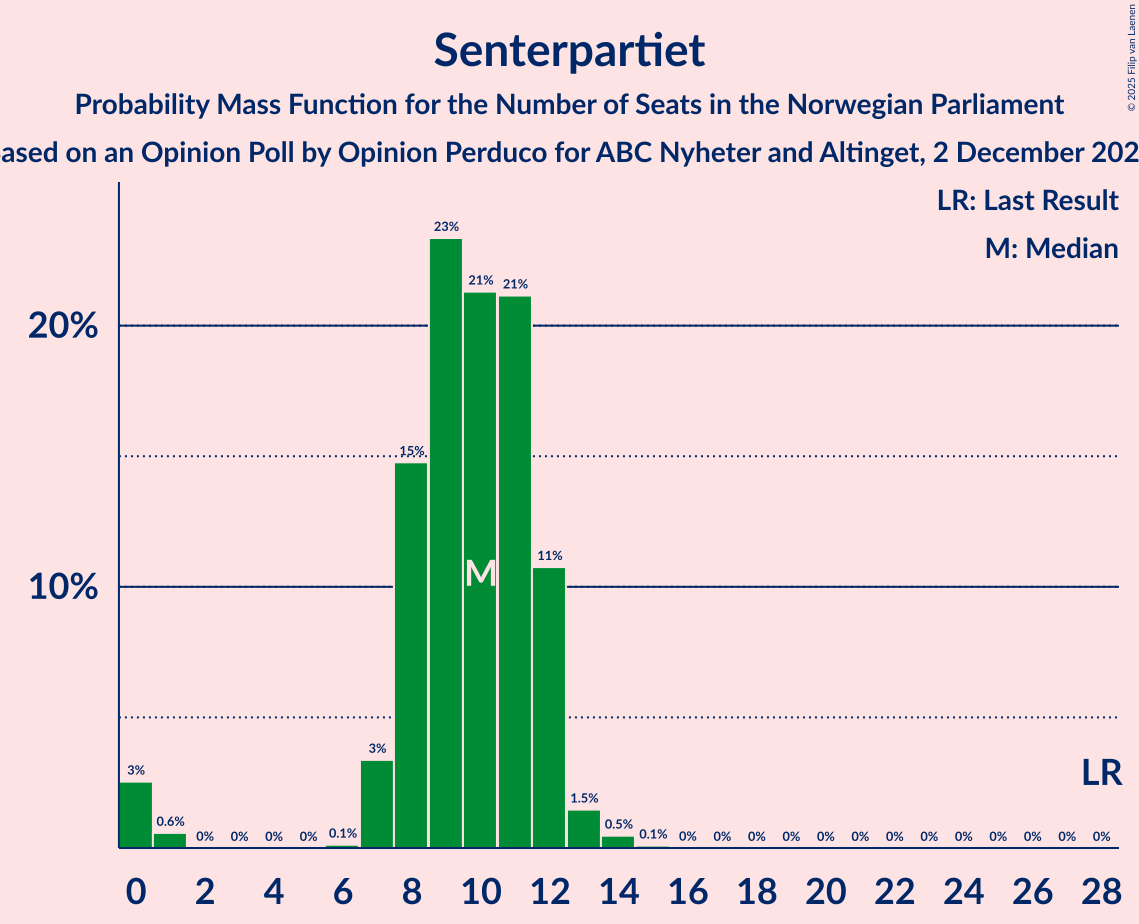 Senterpartiet
Probability Mass Function for the Number of Seats in the Norwegian Parliament
on an Opinion Poll by Opinion Perduco for ABC Nyheter and Altinget, 2 December
© 2025 Filip van Laenen
LR: Last Result
M: Median
23%
21% 21%
20%
15%
11%
M
10%
3% 0.6% 0% 0% 0% 0% 0.1% 3% 1.5% 0.5% 0.1% 0% 0% 0% 0% 0% 0% 0% 0% 0% 0% 0% 0% 0%
LR
0 2 4 6 8 10 12 14 16 18 20 22 24 26 28